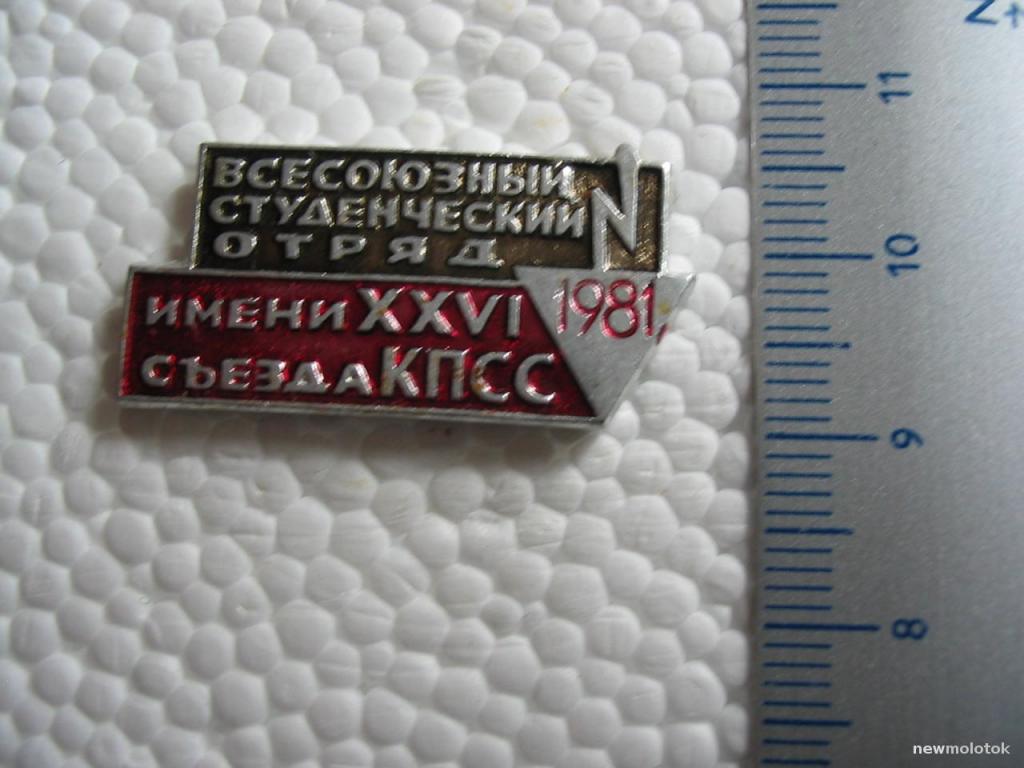 ВСЕСОЮЗНЫЙ
СТУДЕНЧЕСКИЙ
ОТРЯД
ИМЕНИ XXVI
СЪЕЗДА КПСС
1981
11
10
9
8
newmolotok